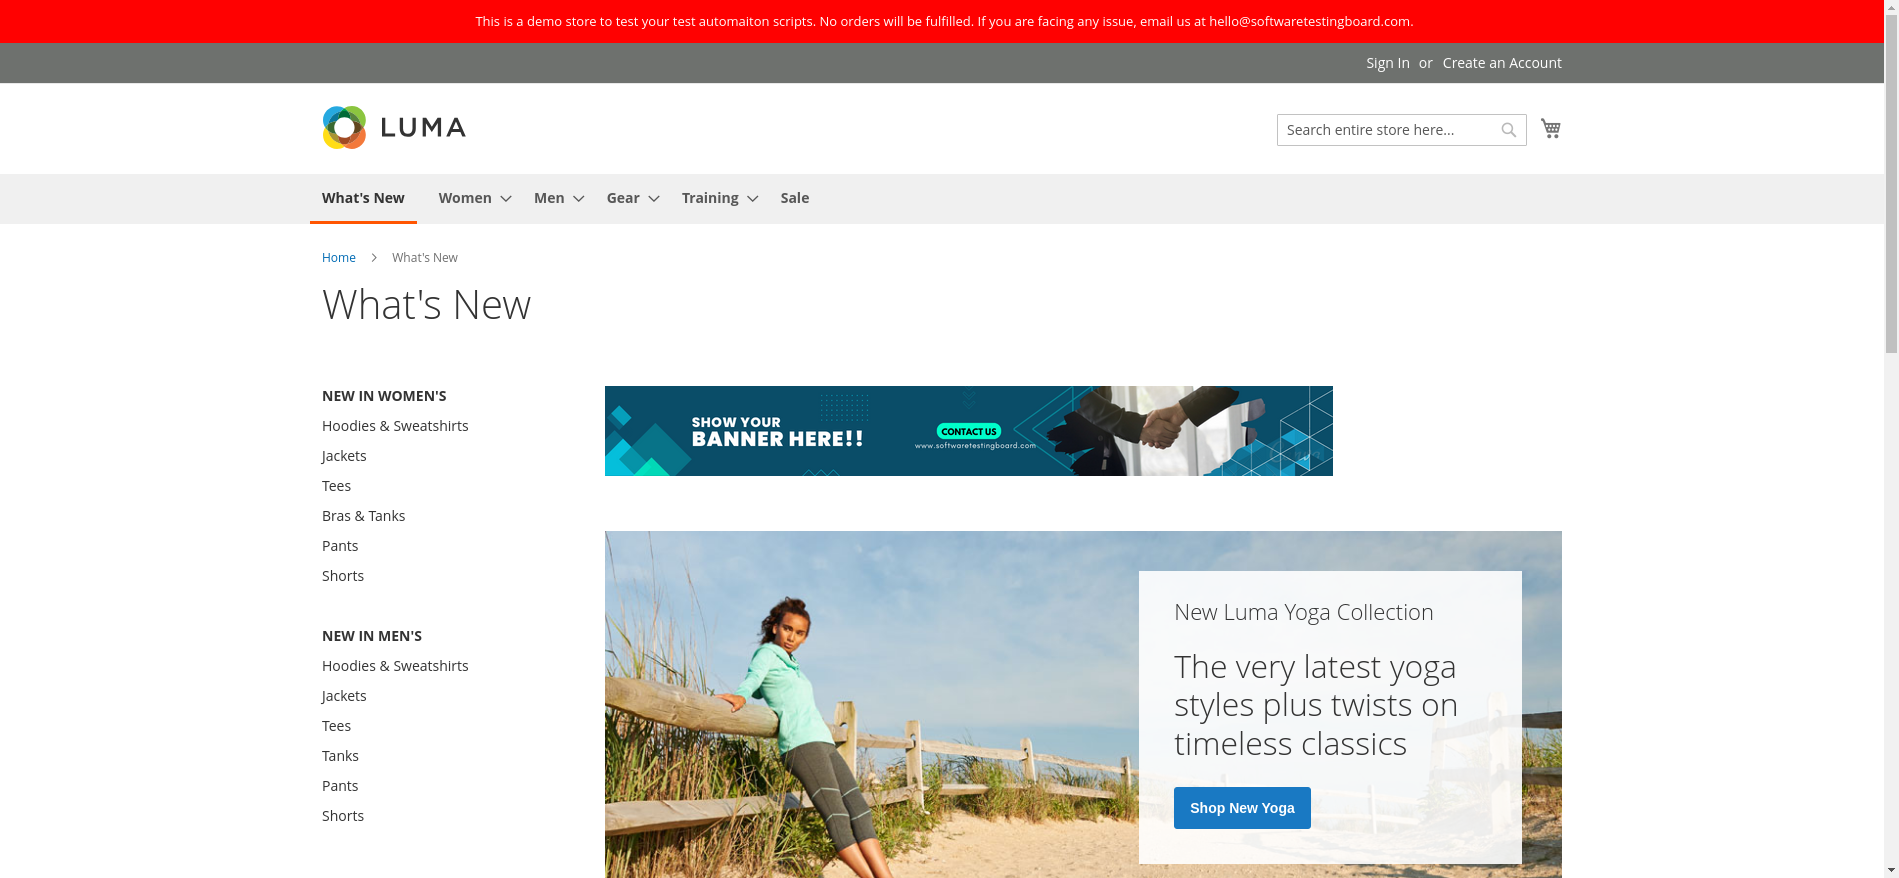 This is a demo store to test your test automaiton scripts. No orders will be fulfilled. If you are facing any issue, email us at hello@softwaretestingboard.com.
Sign In or Create an Account
LUMA
Search entire store here...
What's New Women Men Gear Training Sale
Home What's New
What's New
NEW IN WOMEN'S
Hoodies & Sweatshirts
Jackets
Tees
Bras & Tanks
Pants
Shorts
NEW IN MEN'S
Hoodies & Sweatshirts
Jackets
Tees
Tanks
Pants
Shorts
SHOW YOUR
BANNER HERE!!
CONTACT US
www.softwaretestingboard.com
New Luma Yoga Collection
The very latest yoga
styles plus twists on
timeless classics
Shop New Yoga